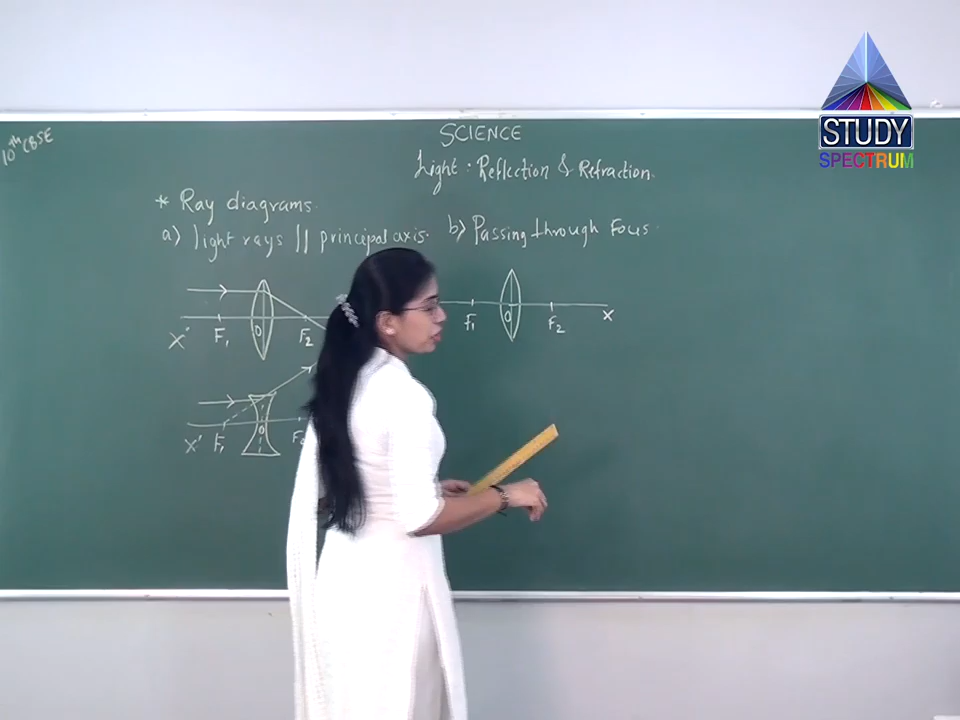 10th CBSE
SCIENCE
Light : Reflection & Refraction.
STUDY
SPECTRUM
* Ray diagrams.
a) light rays || principal axis.
b) Passing through Focus.
X' F1 O F2
F1 O F2 X
X' F1 O F2